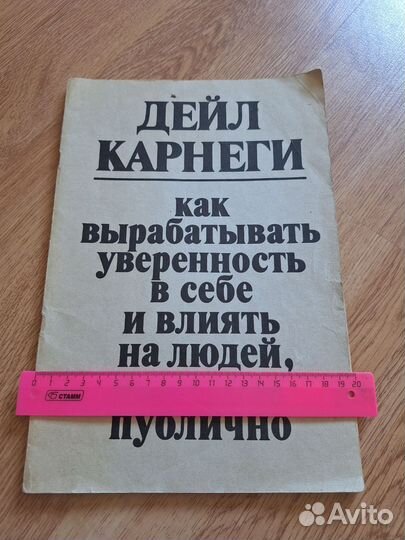 ДЕЙЛ
КАРНЕГИ
как
вырабатывать
уверенность
в себе
и влиять
на людей,
0 1 2 3 4 5 6 7 8 9 10 11 12 13 14 15 16 17 18 19 20
СТАММ
публично
Avito